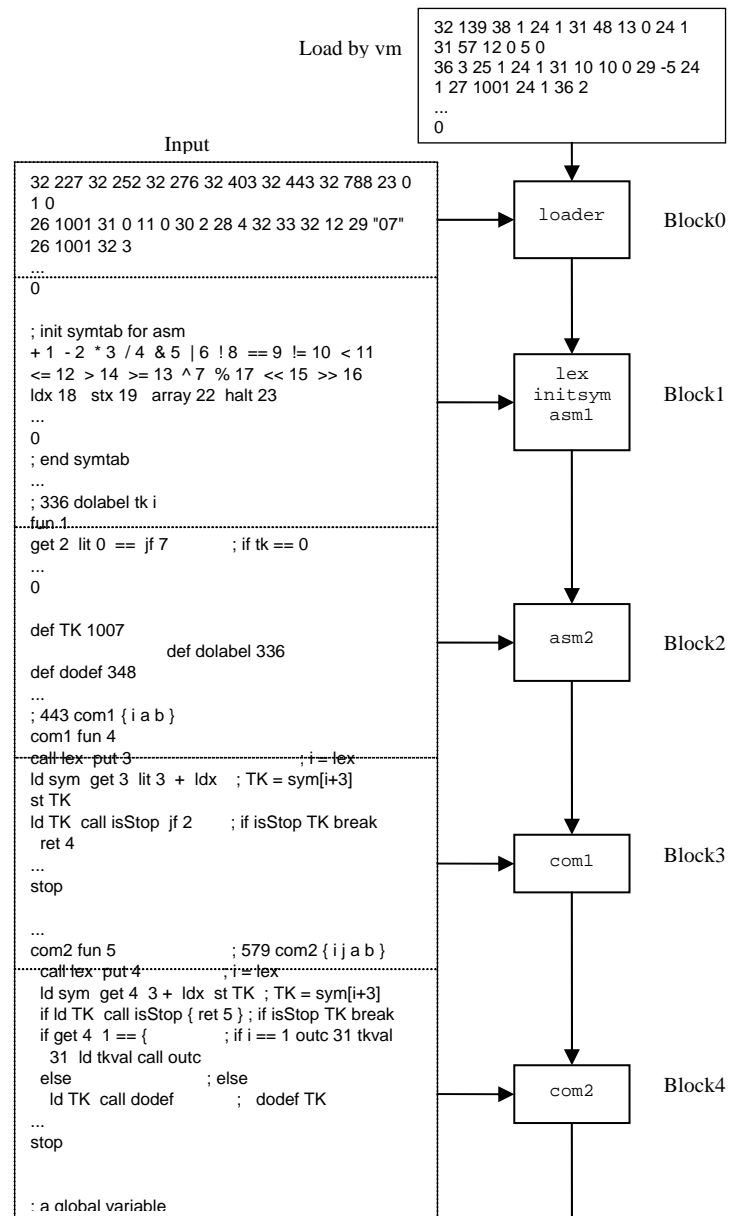 Load by vm
32 139 38 1 24 1 31 48 13 0 24 1
31 57 12 0 5 0
36 3 25 1 24 1 31 10 10 0 29 -5 24
1 27 1001 24 1 36 2
...
0
Input
32 227 32 252 32 276 32 403 32 443 32 788 23 0
1 0
26 1001 31 0 11 0 30 2 28 4 32 33 32 12 29 "07"
26 1001 32 3
...
loader
Block0
0
; init symtab for asm
+ 1 - 2 * 3 / 4 & 5 | 6 ! 8 == 9 != 10 < 11
<= 12 > 14 >= 13 ^ 7 % 17 << 15 >> 16
ldx 18 stx 19 array 22 halt 23
...
0
; end symtab
...
; 336 dolabel tk i
fun 1
lex
initsym
asm1
Block1
get 2 lit 0 == jf 7 ; if tk == 0
...
0
def TK 1007
def dolabel 336
def dodef 348
...
; 443 com1 { i a b }
com1 fun 4
call lex put 3 ; i = lex
asm2
Block2
ld sym get 3 lit 3 + ldx ; TK = sym[i+3]
st TK
ld TK call isStop jf 2 ; if isStop TK break
ret 4
...
stop
...
com2 fun 5 ; 579 com2 { i j a b }
call lex put 4 ; i = lex
com1
Block3
ld sym get 4 3 + ldx st TK ; TK = sym[i+3]
if ld TK call isStop { ret 5 } ; if isStop TK break
if get 4 1 == { ; if i == 1 outc 31 tkval
31 ld tkval call outc
else ; else
ld TK call dodef ; dodef TK
...
stop
; a global variable
com2
Block4